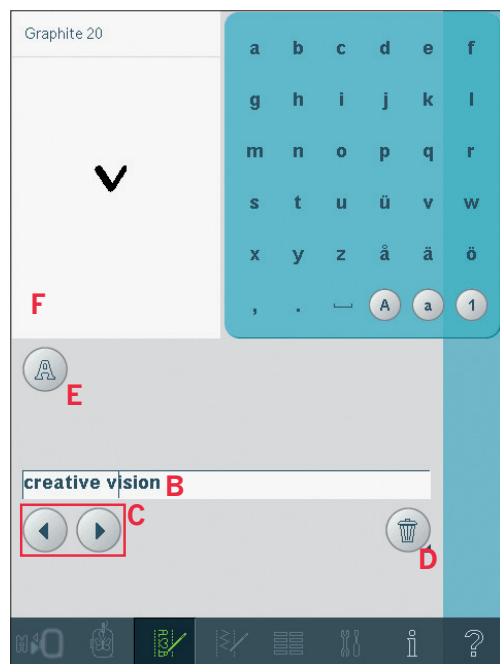 Graphite 20
a b c d e f
g h i j k l
m n o p q r
s t u ü v w
x y z å ä ö
, . ⎵ A a 1
v
F
A
E
creative vision B
C
D
i ?